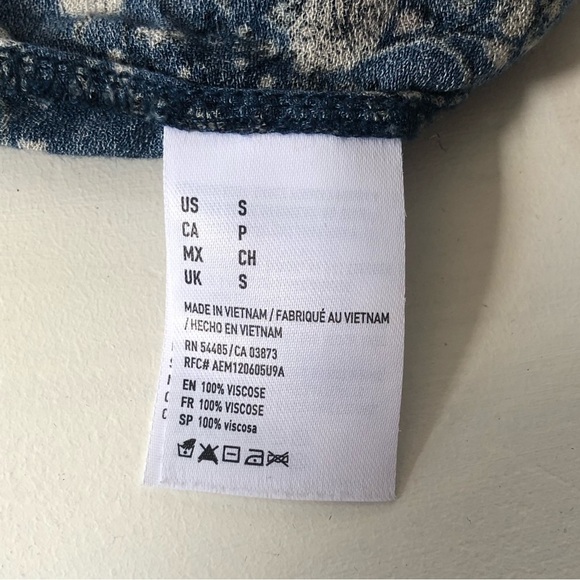 US S
CA P
MX CH
UK S
MADE IN VIETNAM / FABRIQUÉ AU VIETNAM
/ HECHO EN VIETNAM
RN 54485 / CA 03873
RFC# AEM120605U9A
EN 100% VISCOSE
FR 100% VISCOSE
SP 100% viscosa